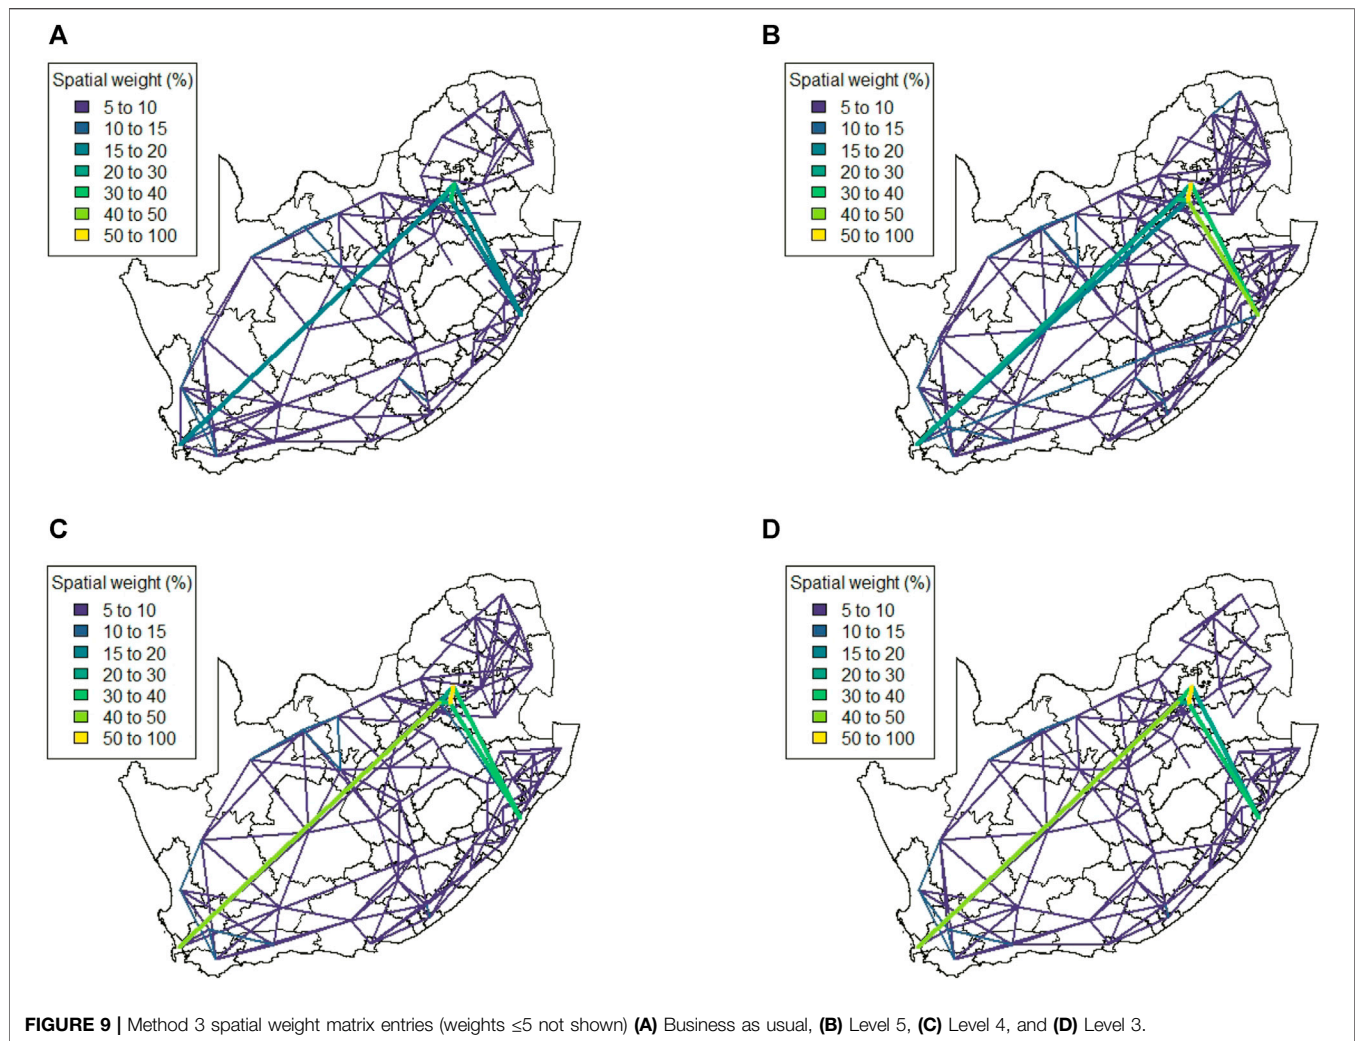 A
Spatial weight (%)
5 to 10
10 to 15
15 to 20
20 to 30
30 to 40
40 to 50
50 to 100
B
Spatial weight (%)
5 to 10
10 to 15
15 to 20
20 to 30
30 to 40
40 to 50
50 to 100
C
Spatial weight (%)
5 to 10
10 to 15
15 to 20
20 to 30
30 to 40
40 to 50
50 to 100
D
Spatial weight (%)
5 to 10
10 to 15
15 to 20
20 to 30
30 to 40
40 to 50
50 to 100
FIGURE 9 | Method 3 spatial weight matrix entries (weights ≤5 not shown) (A) Business as usual, (B) Level 5, (C) Level 4, and (D) Level 3.